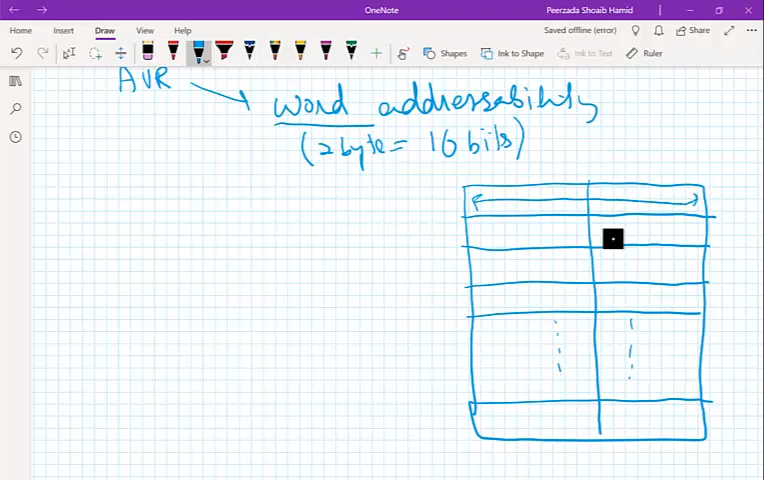 OneNote
Peerzada Shoaib Hamid
Home Insert Draw View Help
Saved offline (error)
Share
Shapes
Ink to Shape
Ink to Text
Ruler
AVR
word addressability
(2 byte = 16 bits)